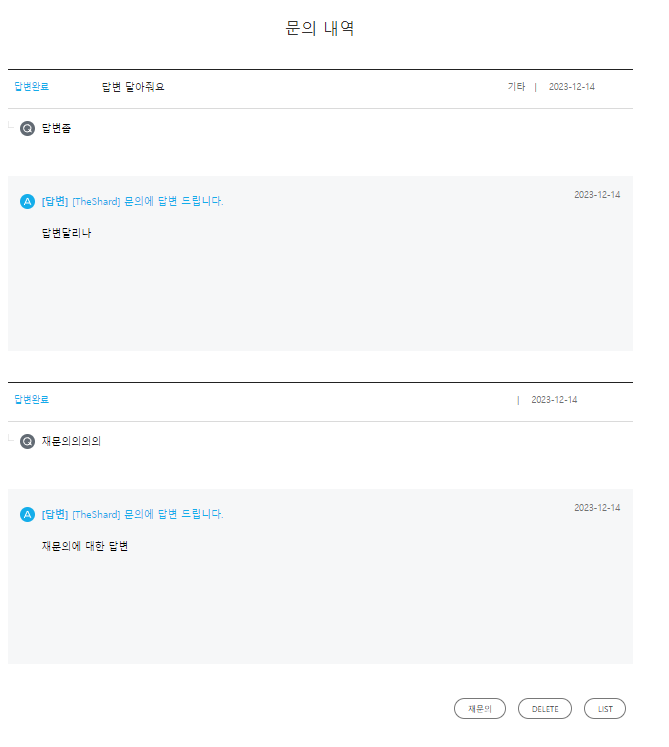 문의 내역
답변완료 답변 달아줘요 기타 | 2023-12-14
Q 답변좀
2023-12-14
A [답변] [TheShard] 문의에 답변 드립니다.
답변달리나
답변완료 | 2023-12-14
Q 재문의의의의
2023-12-14
A [답변] [TheShard] 문의에 답변 드립니다.
재문의에 대한 답변
재문의 DELETE LIST